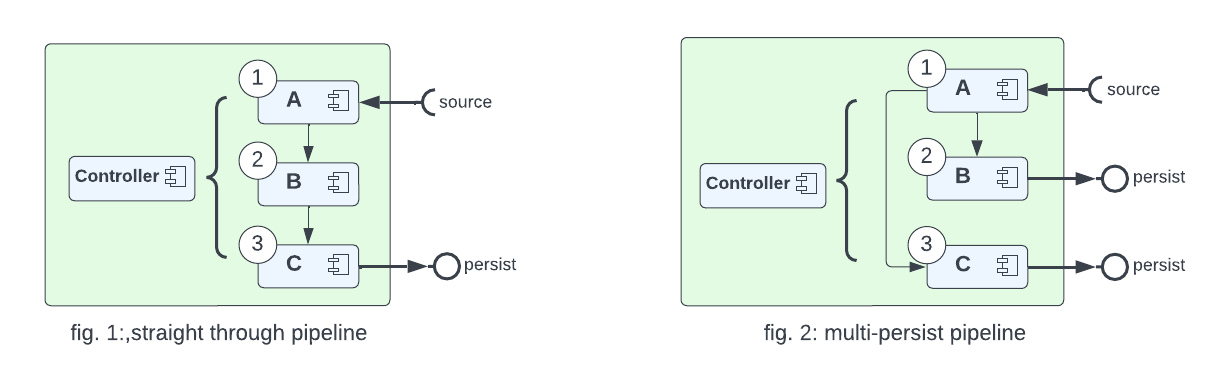 1
A
source
Controller
2
B
3
C
persist
fig. 1:,straight through pipeline
1
A
source
Controller
2
B
persist
3
C
persist
fig. 2: multi-persist pipeline